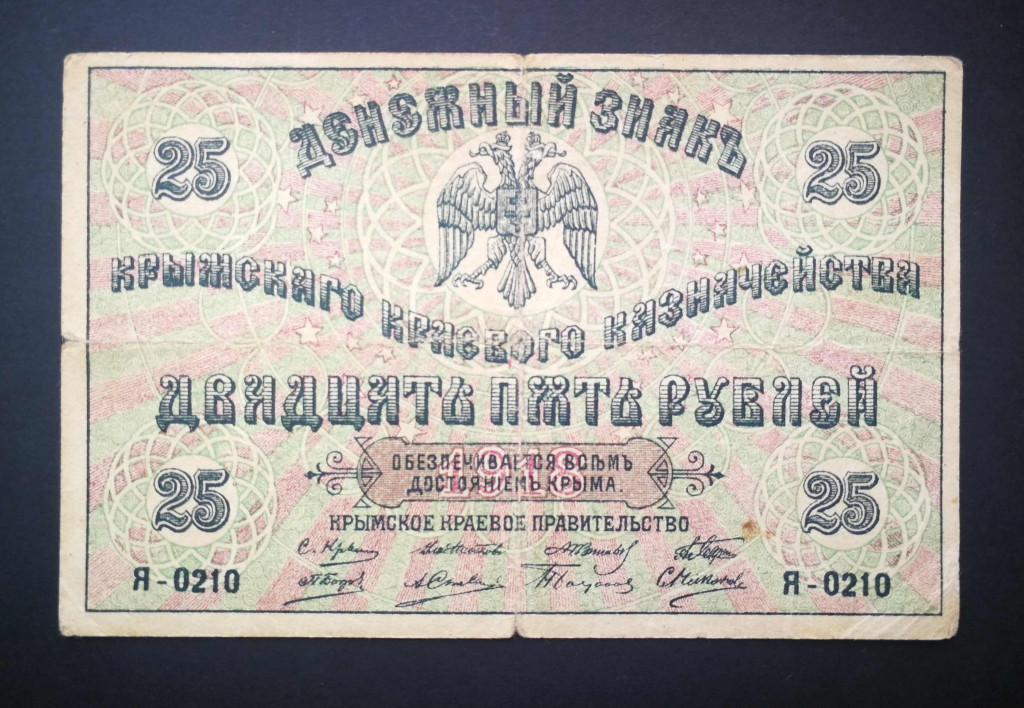 ДЕНЕЖНЫЙ ЗНАКЪ
25 25
КРЫМСКАГО КРАЕВОГО КАЗНАЧЕЙСТВА
ДВАДЦАТЬ ПЯТЬ РУБЛЕЙ
1918
ОБЕЗПЕЧИВАЕТСЯ ВСѢМЪ
ДОСТОЯНІЕМЪ КРЫМА.
25 25
КРЫМСКОЕ КРАЕВОЕ ПРАВИТЕЛЬСТВО
Я-0210 Я-0210